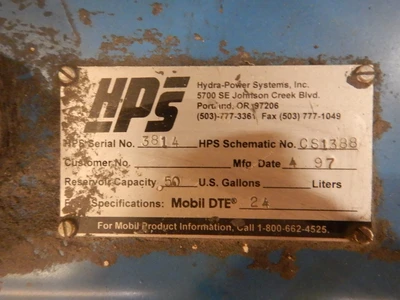 HPS
Hydra-Power Systems, Inc.
5700 SE Johnson Creek Blvd.
Portland, OR 97206
(503)-777-3361 Fax (503) 777-1049
HPS Serial No. 3814 HPS Schematic No. CS1388
Customer No. Mfg Date 4 97
Reservoir Capacity 50 U.S. Gallons Liters
Specifications: Mobil DTE® 24
For Mobil Product Information, Call 1-800-662-4525.